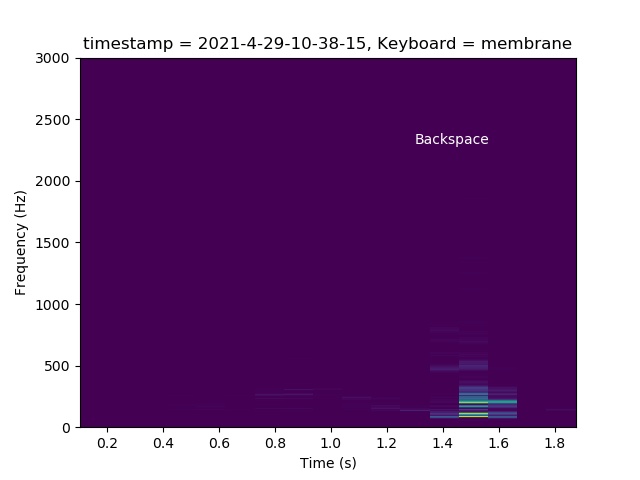 timestamp = 2021-4-29-10-38-15, Keyboard = membrane
3000
2500
Backspace
2000
1500
1000
500
0
Frequency (Hz)
0.2 0.4 0.6 0.8 1.0 1.2 1.4 1.6 1.8
Time (s)